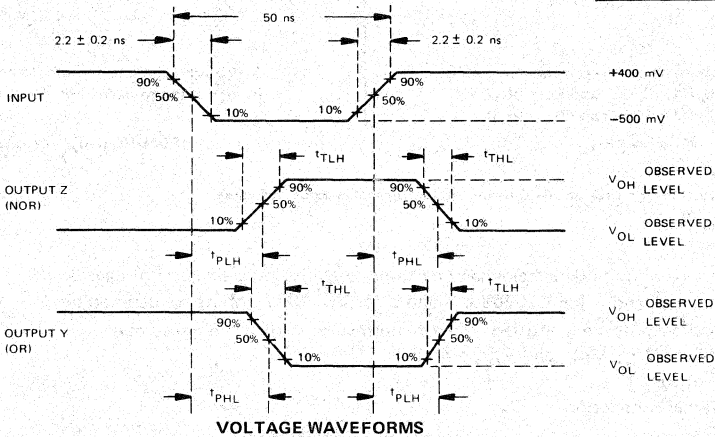 50 ns
2.2 ± 0.2 ns
2.2 ± 0.2 ns
INPUT
90%
50%
10%
10%
50%
90%
+400 mV
−500 mV
OUTPUT Z
(NOR)
tTLH
tTHL
10%
50%
90%
90%
50%
10%
VOH OBSERVED LEVEL
VOL OBSERVED LEVEL
tPLH
tPHL
OUTPUT Y
(OR)
tTHL
tTLH
90%
50%
10%
10%
50%
90%
VOH OBSERVED LEVEL
VOL OBSERVED LEVEL
tPHL
tPLH
VOLTAGE WAVEFORMS